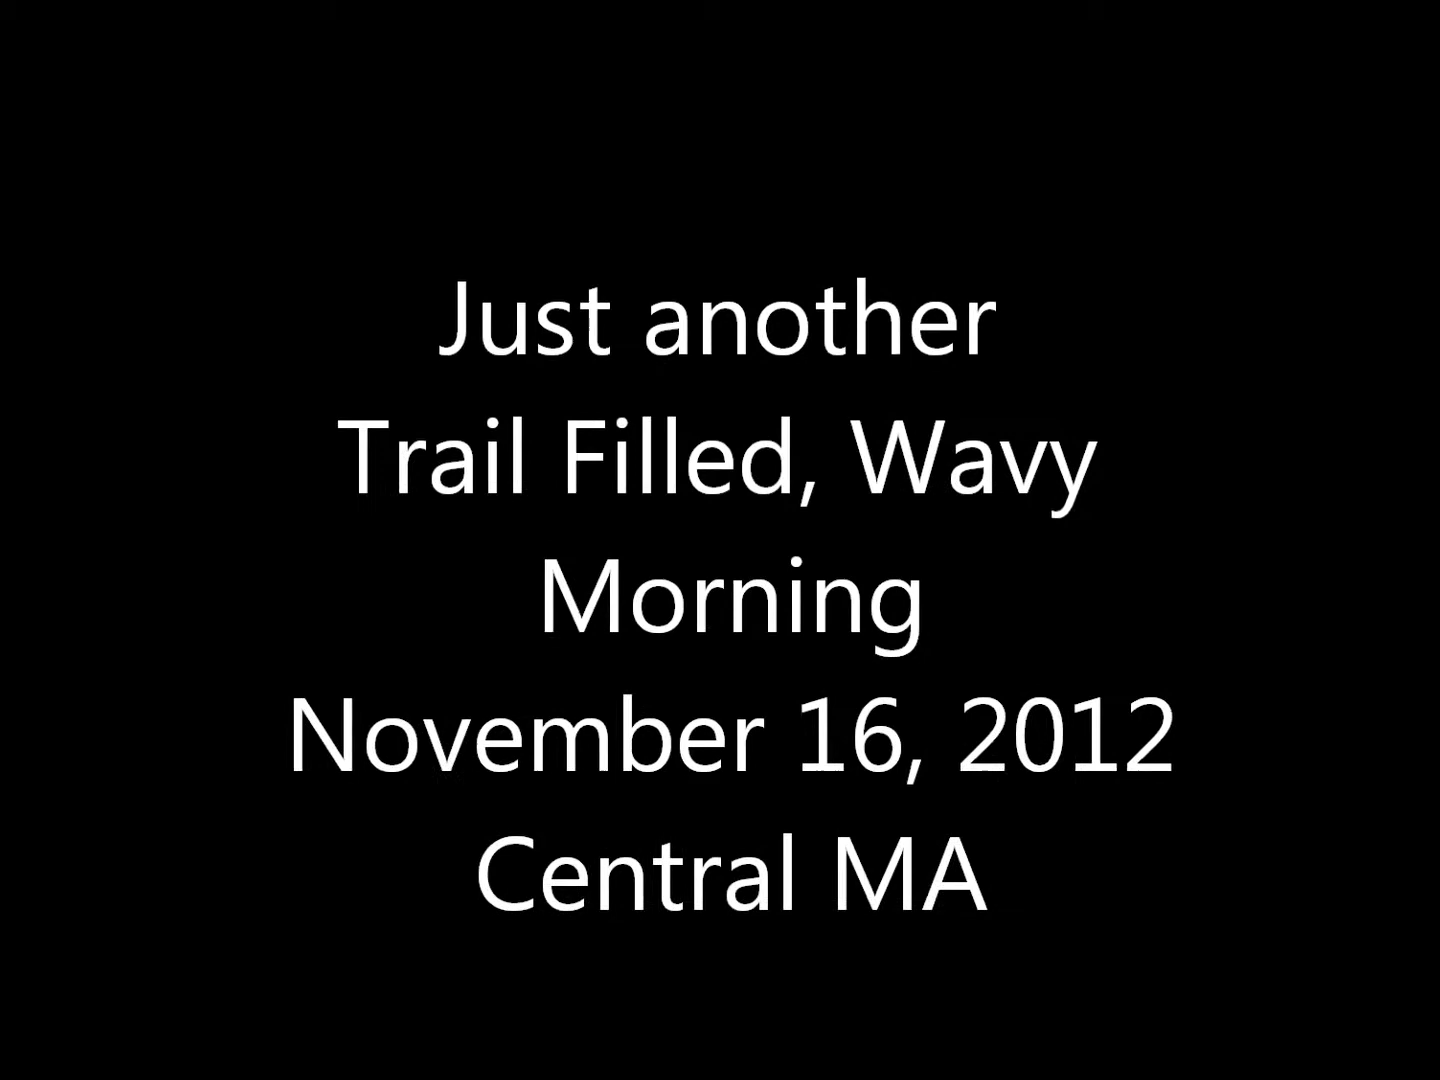 Just another
Trail Filled, Wavy
Morning
November 16, 2012
Central MA